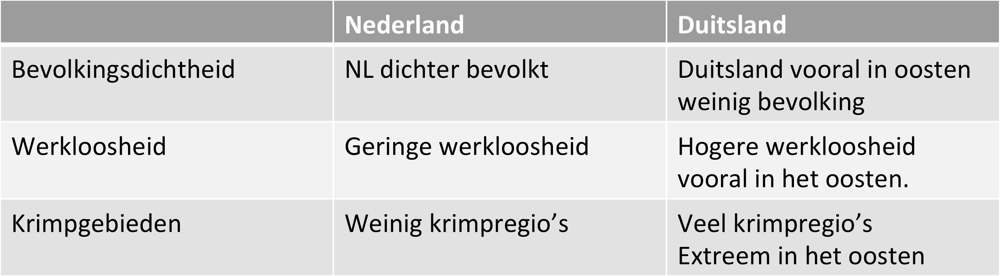 Nederland
Duitsland
Bevolkingsdichtheid
NL dichter bevolkt
Duitsland vooral in oosten
weinig bevolking
Werkloosheid
Geringe werkloosheid
Hogere werkloosheid
vooral in het oosten.
Krimpgebieden
Weinig krimpregio’s
Veel krimpregio’s
Extreem in het oosten